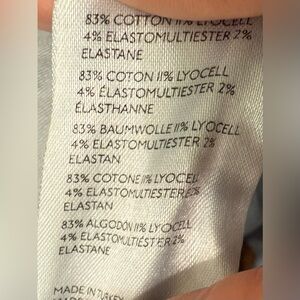 83% COTTON 11% LYOCELL
4% ELASTOMULTIESTER 2%
ELASTANE
83% COTON 11% LYOCELL
4% ÉLASTOMULTIESTER 2%
ÉLASTHANNE
83% BAUMWOLLE 11% LYOCELL
4% ELASTOMULTIESTER 2%
ELASTAN
83% COTONE 11% LYOCELL
4% ELASTOMULTIESTER 2%
ELASTAN
83% ALGODON 11% LYOCELL
4% ELASTOMULTIESTER 2%
ELASTANE
MADE IN TURKEY